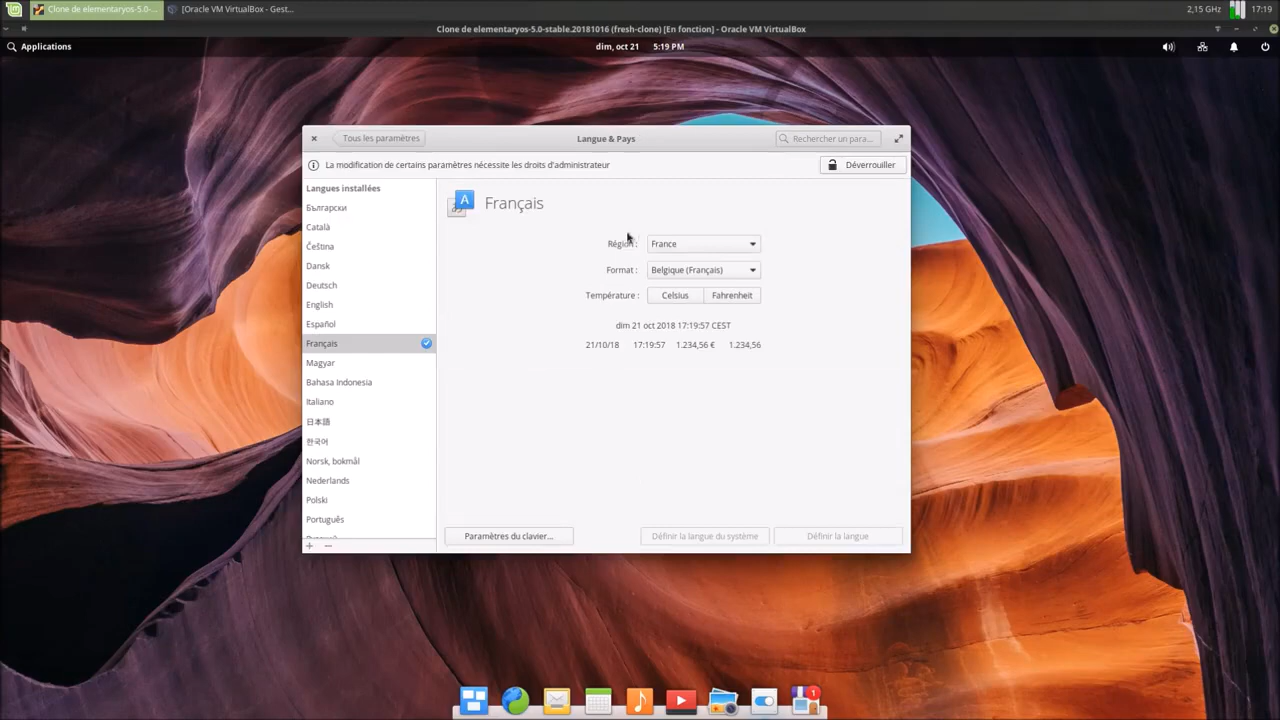 Clone de elementaryos-5.0-...
[Oracle VM VirtualBox - Gest...
2,15 GHz
17:19
Clone de elementaryos-5.0-stable.20181016 (fresh-clone) [En fonction] - Oracle VM VirtualBox
Applications
dim, oct 21 5:19 PM
Tous les paramètres
Langue & Pays
Rechercher un para...
La modification de certains paramètres nécessite les droits d'administrateur
Déverrouiller
Langues installées
Български
Català
Čeština
Dansk
Deutsch
English
Español
Français
Magyar
Bahasa Indonesia
Italiano
日本語
한국어
Norsk, bokmål
Nederlands
Polski
Português
A
Français
Région :
France
Format :
Belgique (Français)
Température :
Celsius
Fahrenheit
dim 21 oct 2018 17:19:57 CEST
21/10/18 17:19:57 1.234,56 € 1.234,56
Paramètres du clavier...
Définir la langue du système
Définir la langue
1